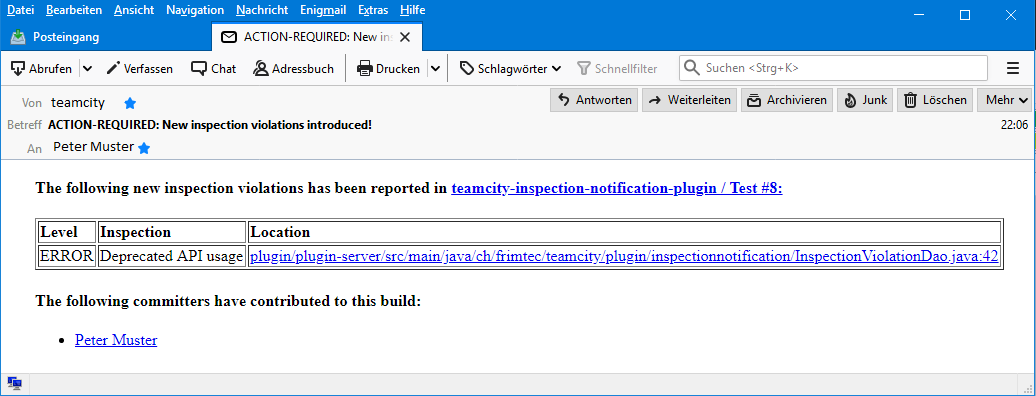 Datei Bearbeiten Ansicht Navigation Nachricht Enigmail Extras Hilfe
Posteingang ACTION-REQUIRED: New ins
Abrufen Verfassen Chat Adressbuch Drucken Schlagwörter Schnellfilter Suchen <Strg+K>
Von teamcity Antworten Weiterleiten Archivieren Junk Löschen Mehr
Betreff ACTION-REQUIRED: New inspection violations introduced! 22:06
An Peter Muster
The following new inspection violations has been reported in teamcity-inspection-notification-plugin / Test #8:
Level Inspection Location
ERROR Deprecated API usage plugin/plugin-server/src/main/java/ch/frimtec/teamcity/plugin/inspectionnotification/InspectionViolationDao.java:42
The following committers have contributed to this build:
• Peter Muster